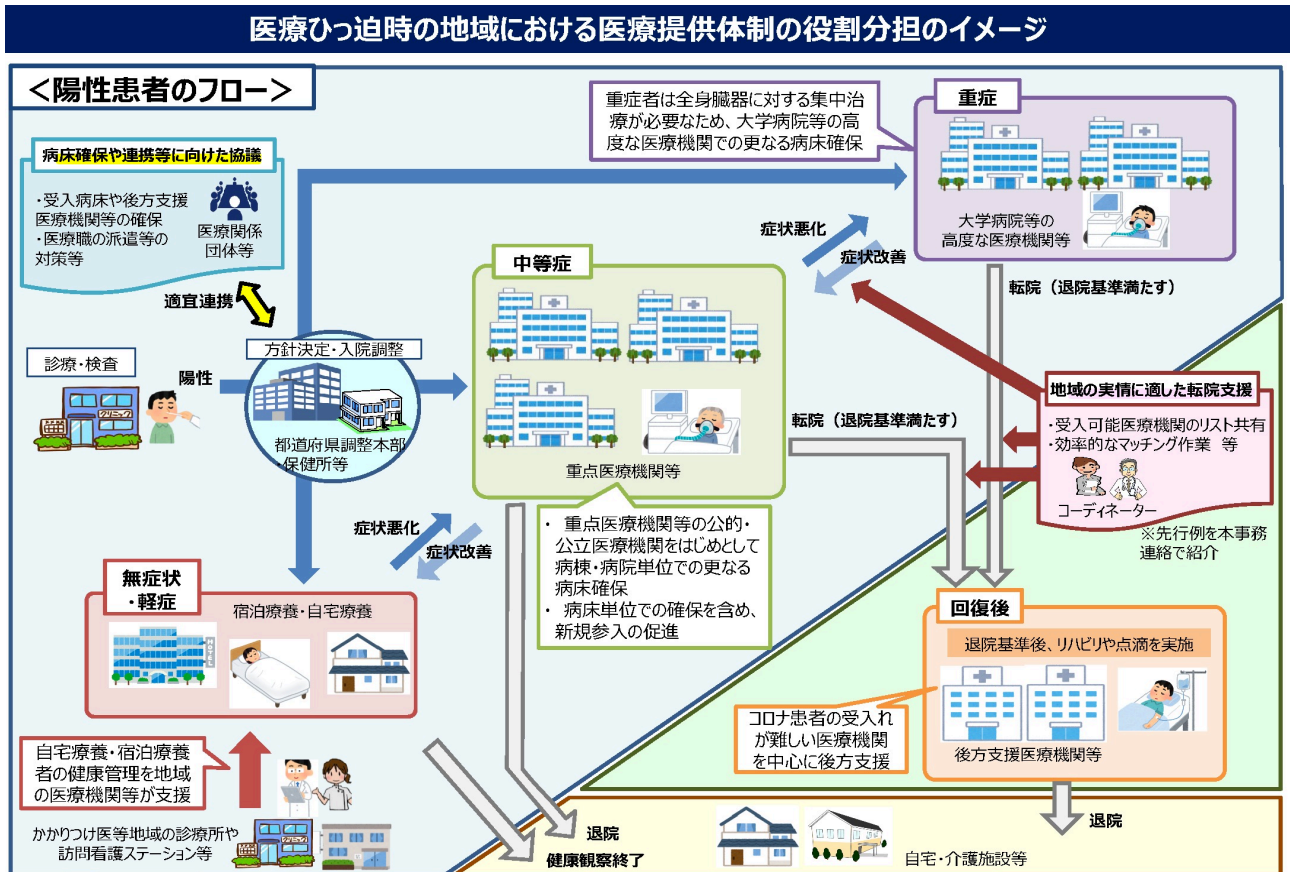 医療ひっ迫時の地域における医療提供体制の役割分担のイメージ
＜陽性患者のフロー＞
病床確保や連携等に向けた協議
・受入病床や後方支援
医療機関等の確保
・医療職の派遣等の
対策等
医療関係
団体等
適宜連携
診療・検査
クリニック
陽性
方針決定・入院調整
都道府県調整本部
・保健所等
重症者は全身臓器に対する集中治
療が必要なため、大学病院等の高
度な医療機関での更なる病床確保
重症
大学病院等の
高度な医療機関等
症状悪化
症状改善
転院（退院基準満たす）
中等症
重点医療機関等
転院（退院基準満たす）
・ 重点医療機関等の公的・
公立医療機関をはじめとして
病棟・病院単位での更なる
病床確保
・ 病床単位での確保を含め、
新規参入の促進
地域の実情に適した転院支援
・受入可能医療機関のリスト共有
・効率的なマッチング作業 等
コーディネーター
※先行例を本事務
連絡で紹介
症状悪化
症状改善
無症状
・軽症
宿泊療養・自宅療養
HOTEL
回復後
退院基準後、リハビリや点滴を実施
後方支援医療機関等
コロナ患者の受入れ
が難しい医療機関
を中心に後方支援
自宅療養・宿泊療養
者の健康管理を地域
の医療機関等が支援
かかりつけ医等地域の診療所や
訪問看護ステーション等
クリニック
退院
健康観察終了
退院
自宅・介護施設等